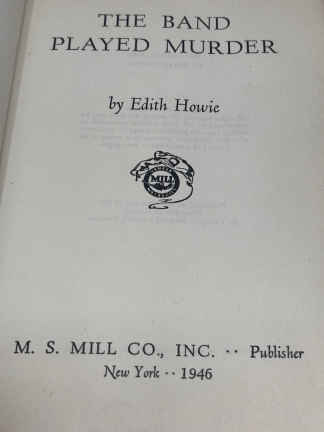 THE BAND
PLAYED MURDER
by Edith Howie
MILL
M. S. MILL CO., INC. ·· Publisher
New York ·· 1946